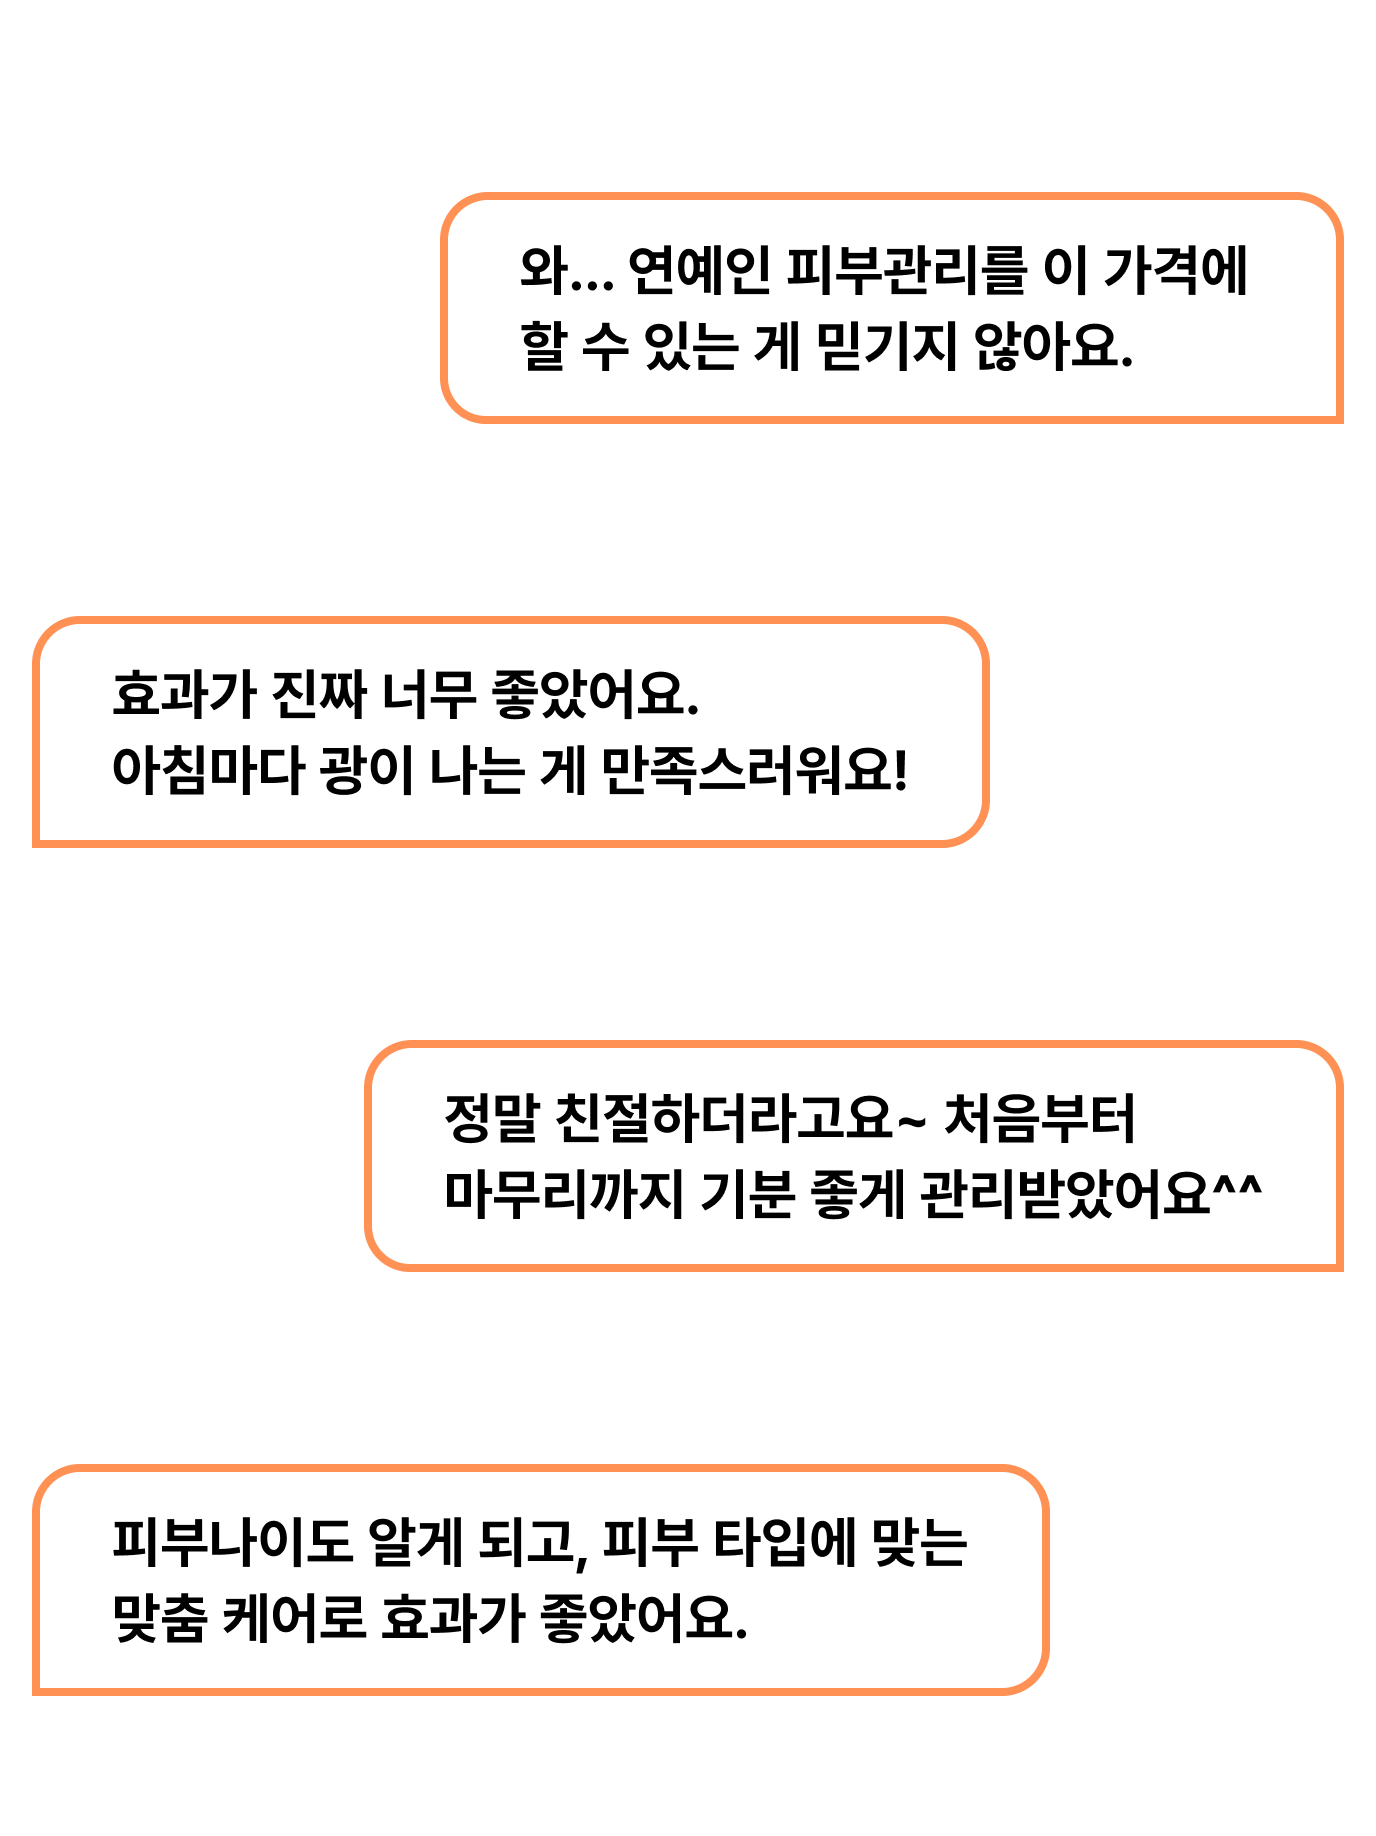 와... 연예인 피부관리를 이 가격에
할 수 있는 게 믿기지 않아요.
효과가 진짜 너무 좋았어요.
아침마다 광이 나는 게 만족스러워요!
정말 친절하더라고요~ 처음부터
마무리까지 기분 좋게 관리받았어요^^
피부나이도 알게 되고, 피부 타입에 맞는
맞춤 케어로 효과가 좋았어요.